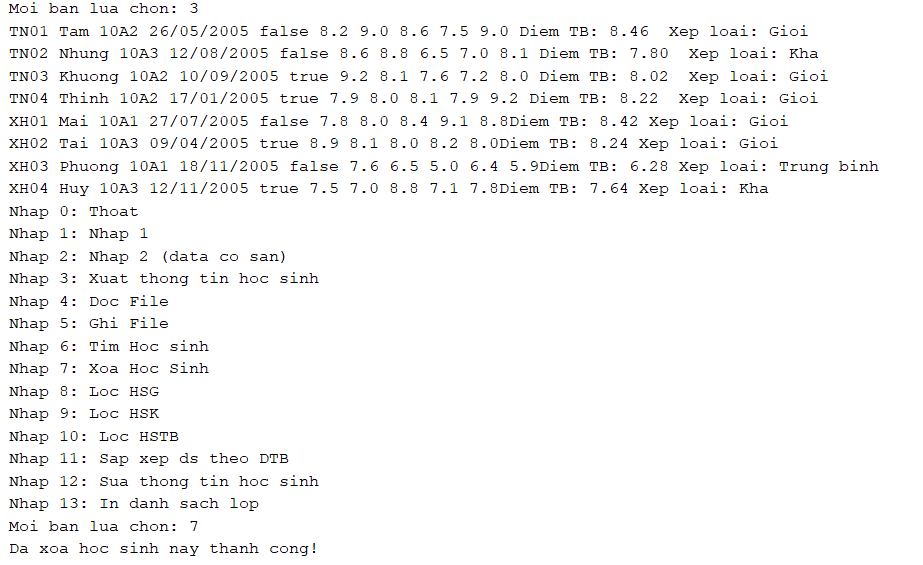 Moi ban lua chon: 3
TN01 Tam 10A2 26/05/2005 false 8.2 9.0 8.6 7.5 9.0 Diem TB: 8.46  Xep loai: Gioi
TN02 Nhung 10A3 12/08/2005 false 8.6 8.8 6.5 7.0 8.1 Diem TB: 7.80  Xep loai: Kha
TN03 Khuong 10A2 10/09/2005 true 9.2 8.1 7.6 7.2 8.0 Diem TB: 8.02  Xep loai: Gioi
TN04 Thinh 10A2 17/01/2005 true 7.9 8.0 8.1 7.9 9.2 Diem TB: 8.22  Xep loai: Gioi
XH01 Mai 10A1 27/07/2005 false 7.8 8.0 8.4 9.1 8.8Diem TB: 8.42 Xep loai: Gioi
XH02 Tai 10A3 09/04/2005 true 8.9 8.1 8.0 8.2 8.0Diem TB: 8.24 Xep loai: Gioi
XH03 Phuong 10A1 18/11/2005 false 7.6 6.5 5.0 6.4 5.9Diem TB: 6.28 Xep loai: Trung binh
XH04 Huy 10A3 12/11/2005 true 7.5 7.0 8.8 7.1 7.8Diem TB: 7.64 Xep loai: Kha
Nhap 0: Thoat
Nhap 1: Nhap 1
Nhap 2: Nhap 2 (data co san)
Nhap 3: Xuat thong tin hoc sinh
Nhap 4: Doc File
Nhap 5: Ghi File
Nhap 6: Tim Hoc sinh
Nhap 7: Xoa Hoc Sinh
Nhap 8: Loc HSG
Nhap 9: Loc HSK
Nhap 10: Loc HSTB
Nhap 11: Sap xep ds theo DTB
Nhap 12: Sua thong tin hoc sinh
Nhap 13: In danh sach lop
Moi ban lua chon: 7
Da xoa hoc sinh nay thanh cong!